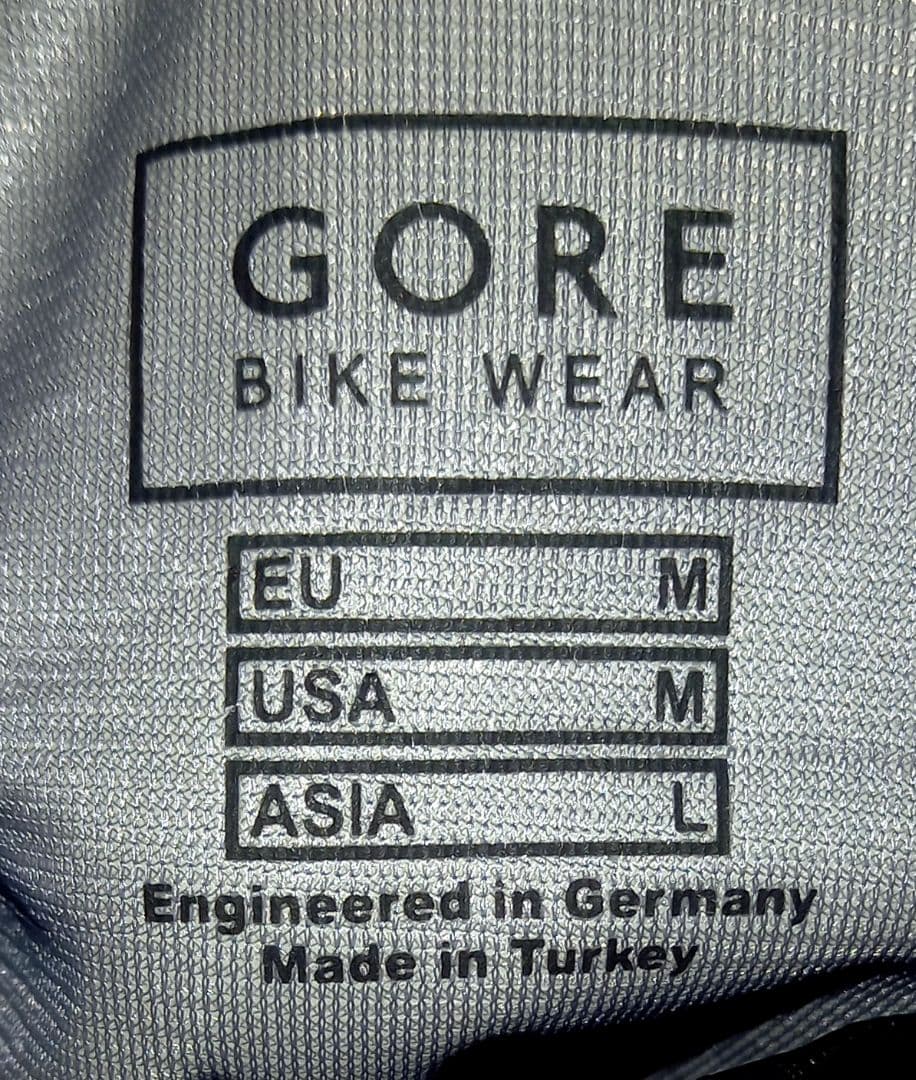 GORE
BIKE WEAR
EU M
USA M
ASIA L
Engineered in Germany
Made in Turkey